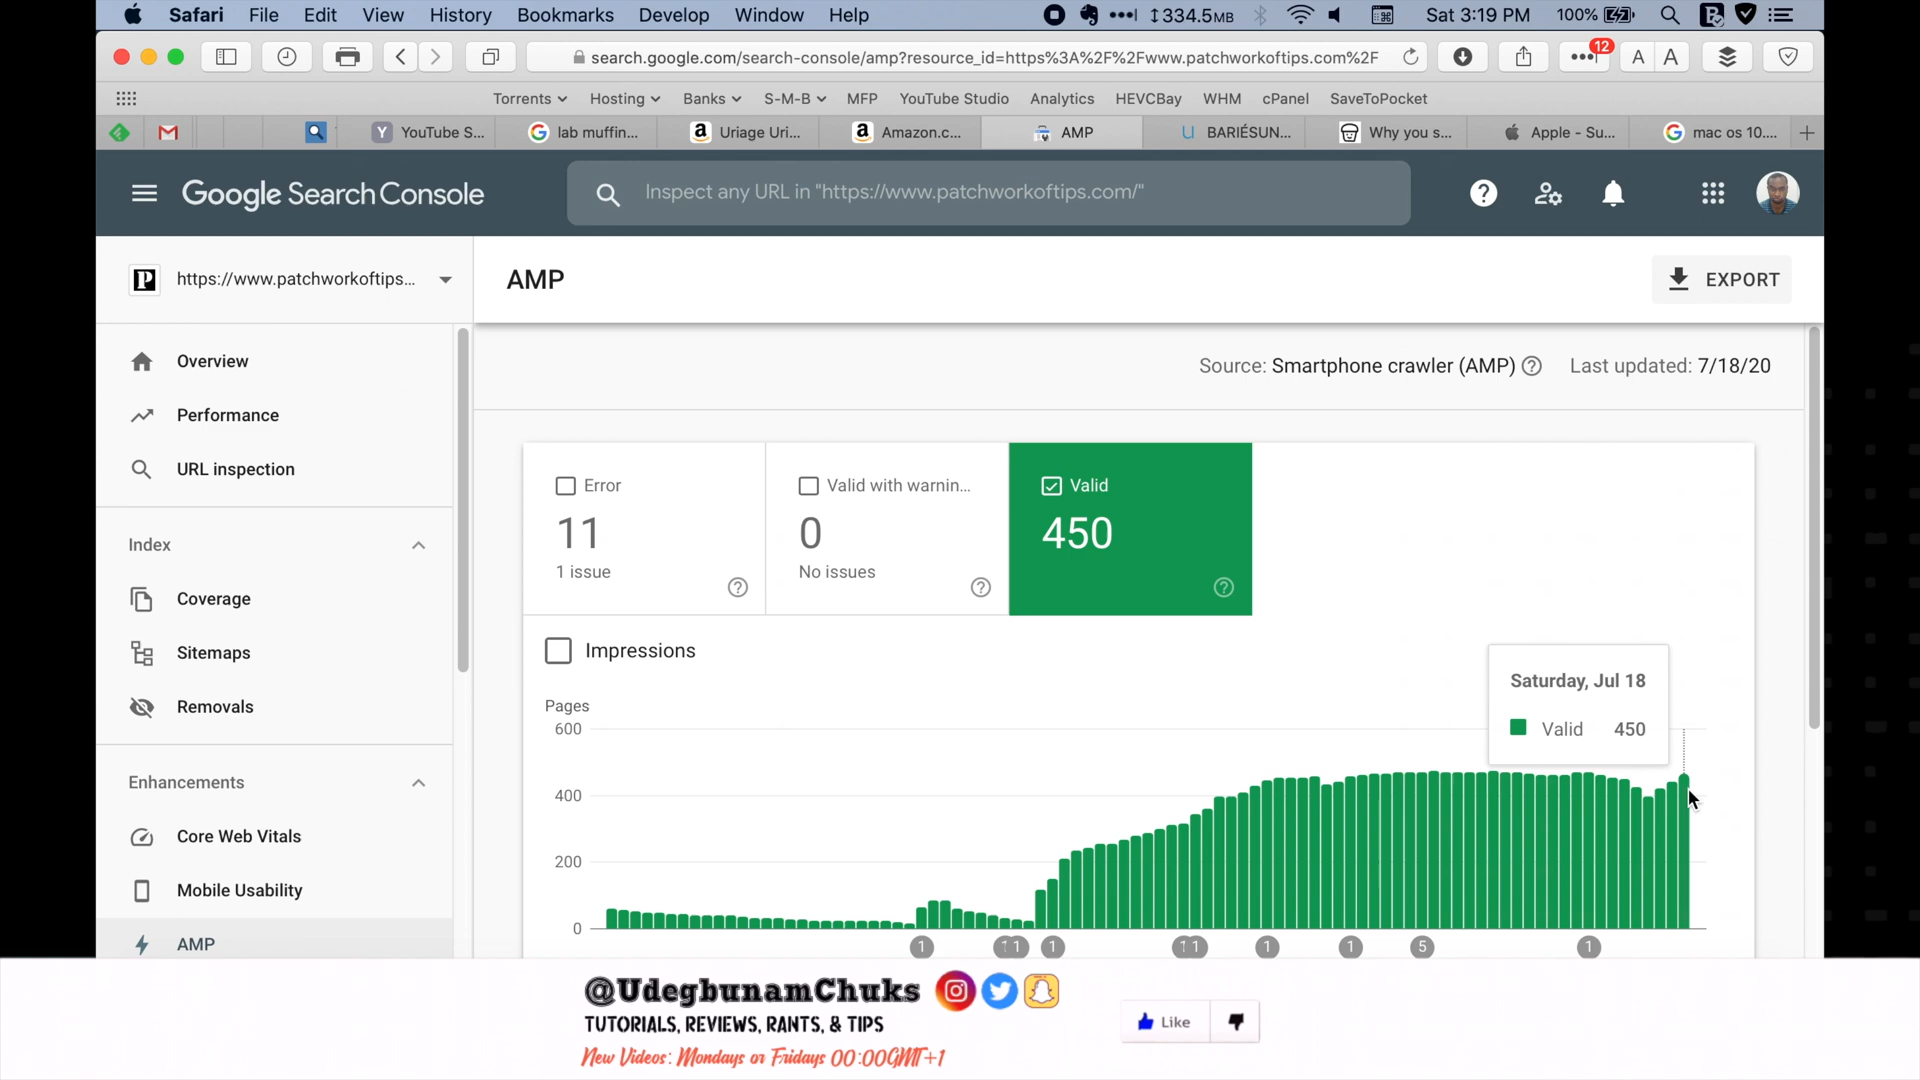 Safari File Edit View History Bookmarks Develop Window Help 334.5MB Sat 3:19 PM 100%
search.google.com/search-console/amp?resource_id=https%3A%2F%2Fwww.patchworkoftips.com%2F 12 A A
Torrents Hosting Banks S-M-B MFP YouTube Studio Analytics HEVCBay WHM cPanel SaveToPocket
YouTube S... lab muffin... Uriage Uri... Amazon.c... AMP BARIÉSUN... Why you s... Apple - Su... mac os 10....
Google Search Console Inspect any URL in "https://www.patchworkoftips.com/"
https://www.patchworkoftips... AMP EXPORT
Source: Smartphone crawler (AMP) Last updated: 7/18/20
Overview
Performance
URL inspection
Index
Coverage
Sitemaps
Removals
Enhancements
Core Web Vitals
Mobile Usability
AMP
Error Valid with warnin... Valid
11 0 450
1 issue No issues
Impressions
Saturday, Jul 18
Valid 450
Pages
600
400
200
0
1 1 1 1 1 1 1 1 5 1
@UdegbunamChuks
TUTORIALS, REVIEWS, RANTS, & TIPS
New Videos: Mondays or Fridays 00:00GMT+1
Like